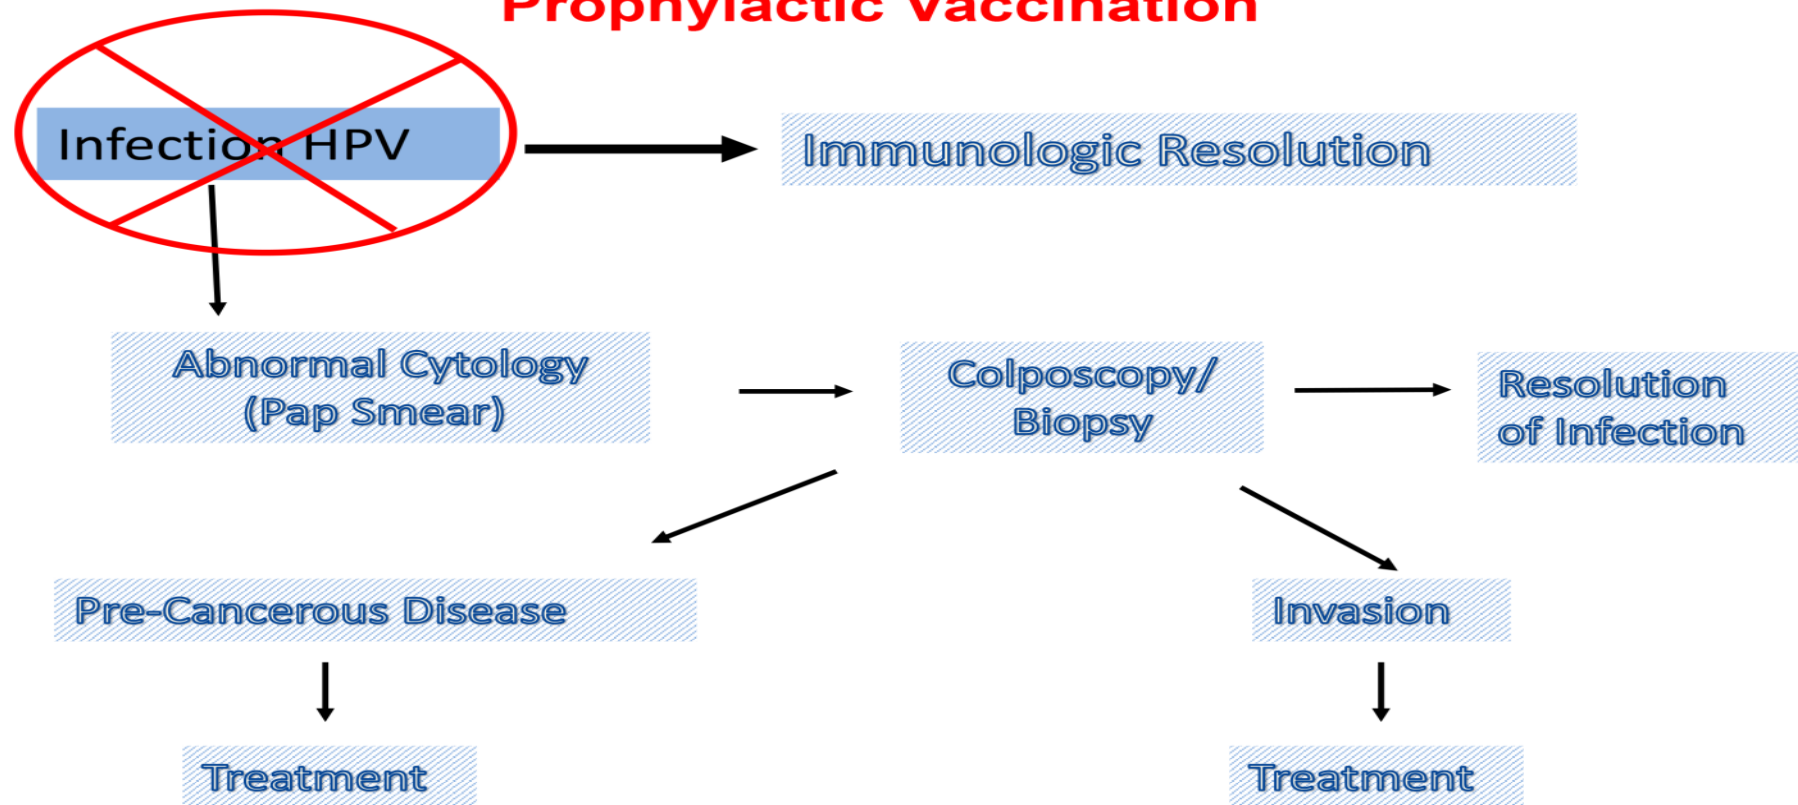 Prophylactic Vaccination
Infection HPV
Immunologic Resolution
Abnormal Cytology
(Pap Smear)
Colposcopy/
Biopsy
Resolution
of Infection
Pre-Cancerous Disease
Invasion
Treatment
Treatment